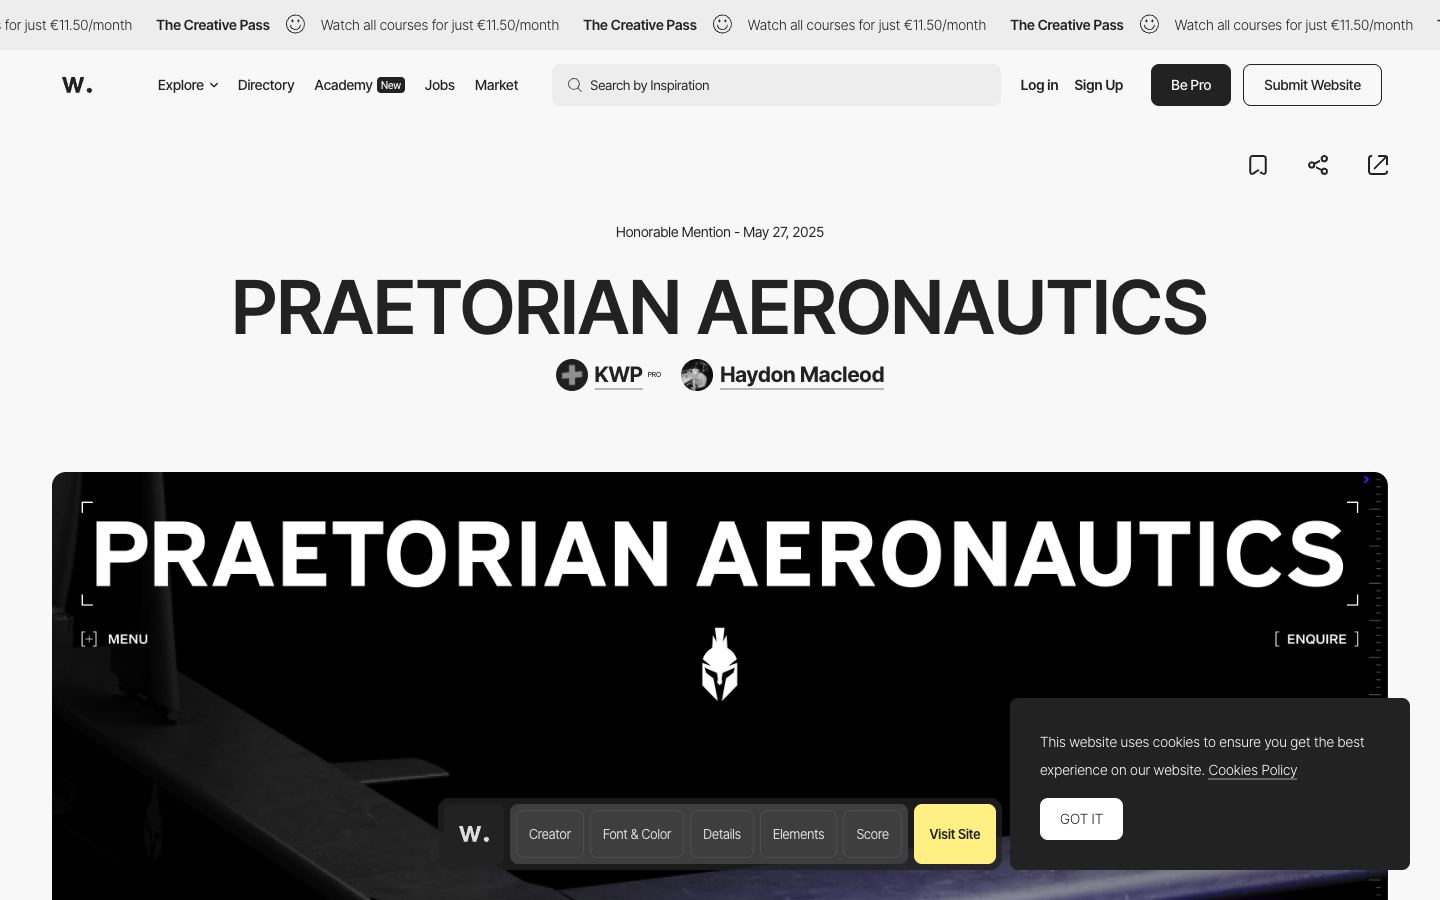 for just €11.50/month The Creative Pass Watch all courses for just €11.50/month The Creative Pass Watch all courses for just €11.50/month The Creative Pass Watch all courses for just €11.50/month
W. Explore Directory Academy New Jobs Market Search by Inspiration Log in Sign Up Be Pro Submit Website
Honorable Mention - May 27, 2025
PRAETORIAN AERONAUTICS
KWP PRO Haydon Macleod
PRAETORIAN AERONAUTICS
[+] MENU [ ENQUIRE ]
This website uses cookies to ensure you get the best
experience on our website. Cookies Policy
GOT IT
W. Creator Font & Color Details Elements Score Visit Site